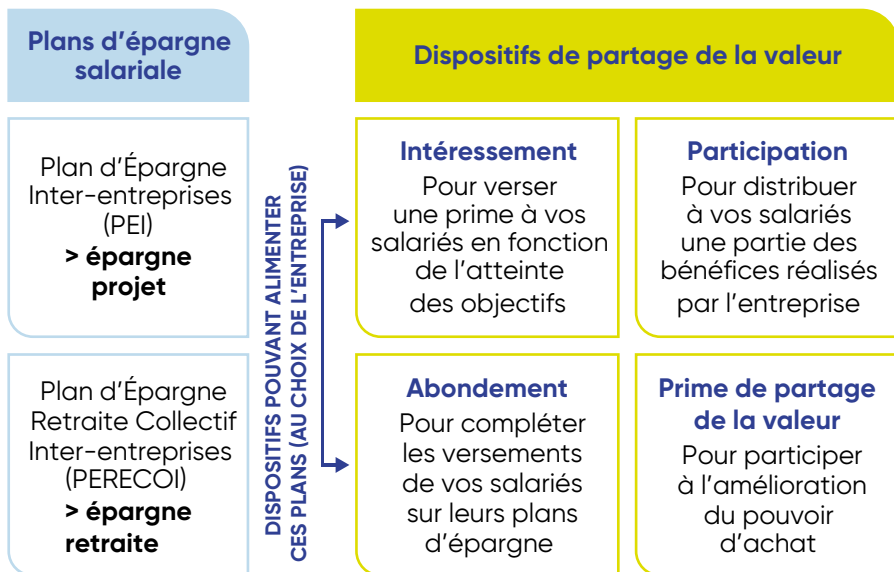 Plans d'épargne
salariale
Dispositifs de partage de la valeur
Plan d'Épargne
Inter-entreprises
(PEI)
> épargne
projet
Plan d'Épargne
Retraite Collectif
Inter-entreprises
(PERECOI)
> épargne
retraite
DISPOSITIFS POUVANT ALIMENTER
CES PLANS (AU CHOIX DE L'ENTREPRISE)
Intéressement
Pour verser
une prime à vos
salariés en fonction
de l'atteinte
des objectifs
Participation
Pour distribuer
à vos salariés
une partie des
bénéfices réalisés
par l'entreprise
Abondement
Pour compléter
les versements
de vos salariés
sur leurs plans
d'épargne
Prime de partage
de la valeur
Pour participer
à l'amélioration
du pouvoir
d'achat